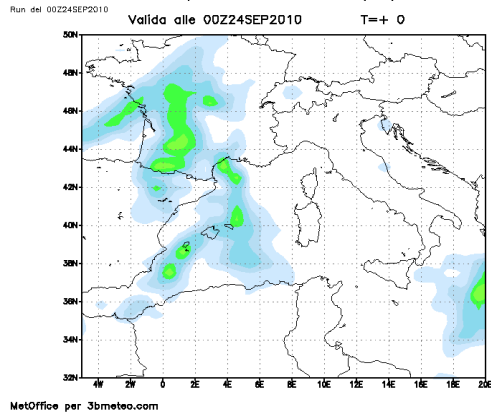 Run del 00Z24SEP2010
Valida alle 00Z24SEP2010 T=+ 0
50N
48N
46N
44N
42N
40N
38N
36N
34N
32N
4W 2W 0 2E 4E 6E 8E 10E 12E 14E 16E 18E 20E
MetOffice per 3bmeteo.com